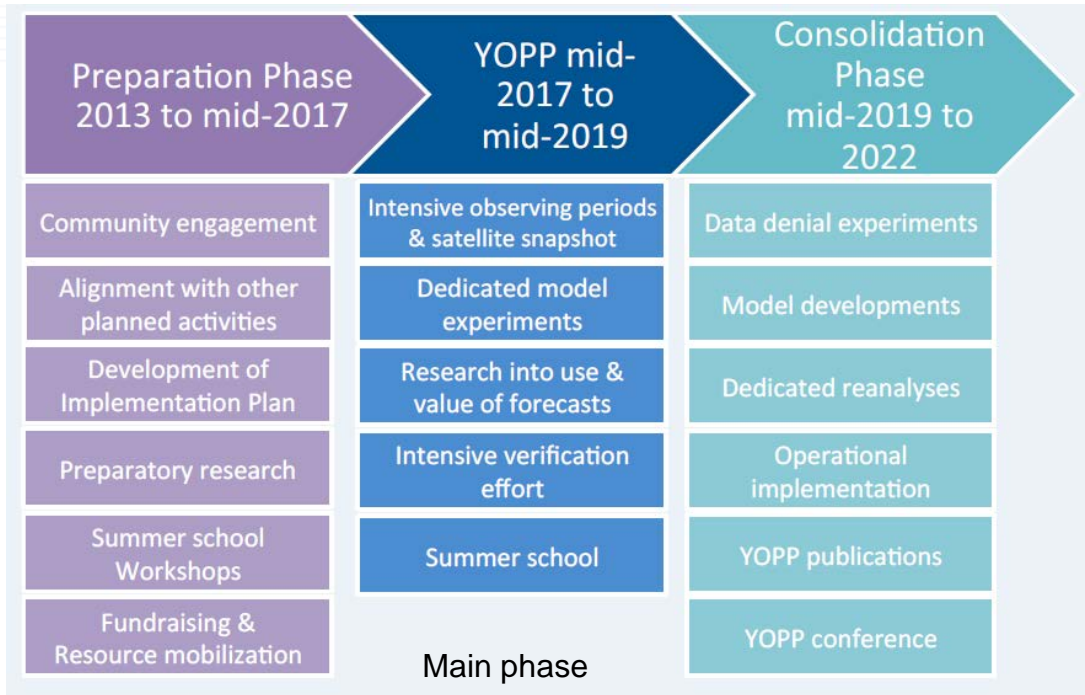 Preparation Phase
2013 to mid-2017
YOPP mid-
2017 to
mid-2019
Consolidation
Phase
mid-2019 to
2022
Community engagement
Alignment with other
planned activities
Development of
Implementation Plan
Preparatory research
Summer school
Workshops
Fundraising &
Resource mobilization
Intensive observing periods
& satellite snapshot
Dedicated model
experiments
Research into use &
value of forecasts
Intensive verification
effort
Summer school
Main phase
Data denial experiments
Model developments
Dedicated reanalyses
Operational
implementation
YOPP publications
YOPP conference